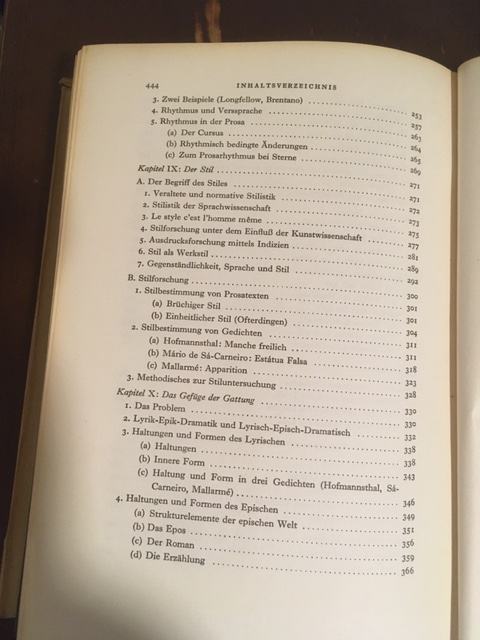 444 INHALTSVERZEICHNIS
3. Zwei Beispiele (Longfellow, Brentano) 253
4. Rhythmus und Verssprache 257
5. Rhythmus in der Prosa 263
(a) Der Cursus 264
(b) Rhythmisch bedingte Änderungen 265
(c) Zum Prosarhythmus bei Sterne 269
Kapitel IX: Der Stil 271
A. Der Begriff des Stiles 271
1. Veraltete und normative Stilistik 272
2. Stilistik der Sprachwissenschaft 273
3. Le style c'est l'homme même 275
4. Stilforschung unter dem Einfluß der Kunstwissenschaft 277
5. Ausdrucksforschung mittels Indizien 281
6. Stil als Werkstil 289
7. Gegenständlichkeit, Sprache und Stil 292
B. Stilforschung 300
1. Stilbestimmung von Prosatexten 301
(a) Brüchiger Stil 301
(b) Einheitlicher Stil (Ofterdingen) 304
2. Stilbestimmung von Gedichten 311
(a) Hofmannsthal: Manche freilich 311
(b) Mário de Sá-Carneiro: Estátua Falsa 318
(c) Mallarmé: Apparition 323
3. Methodisches zur Stiluntersuchung 328
Kapitel X: Das Gefüge der Gattung 330
1. Das Problem 330
2. Lyrik-Epik-Dramatik und Lyrisch-Episch-Dramatisch 332
3. Haltungen und Formen des Lyrischen 338
(a) Haltungen 338
(b) Innere Form 343
(c) Haltung und Form in drei Gedichten (Hofmannsthal, Sá-
Carneiro, Mallarmé) 346
4. Haltungen und Formen des Epischen 349
(a) Strukturelemente der epischen Welt 351
(b) Das Epos 356
(c) Der Roman 359
(d) Die Erzählung 366